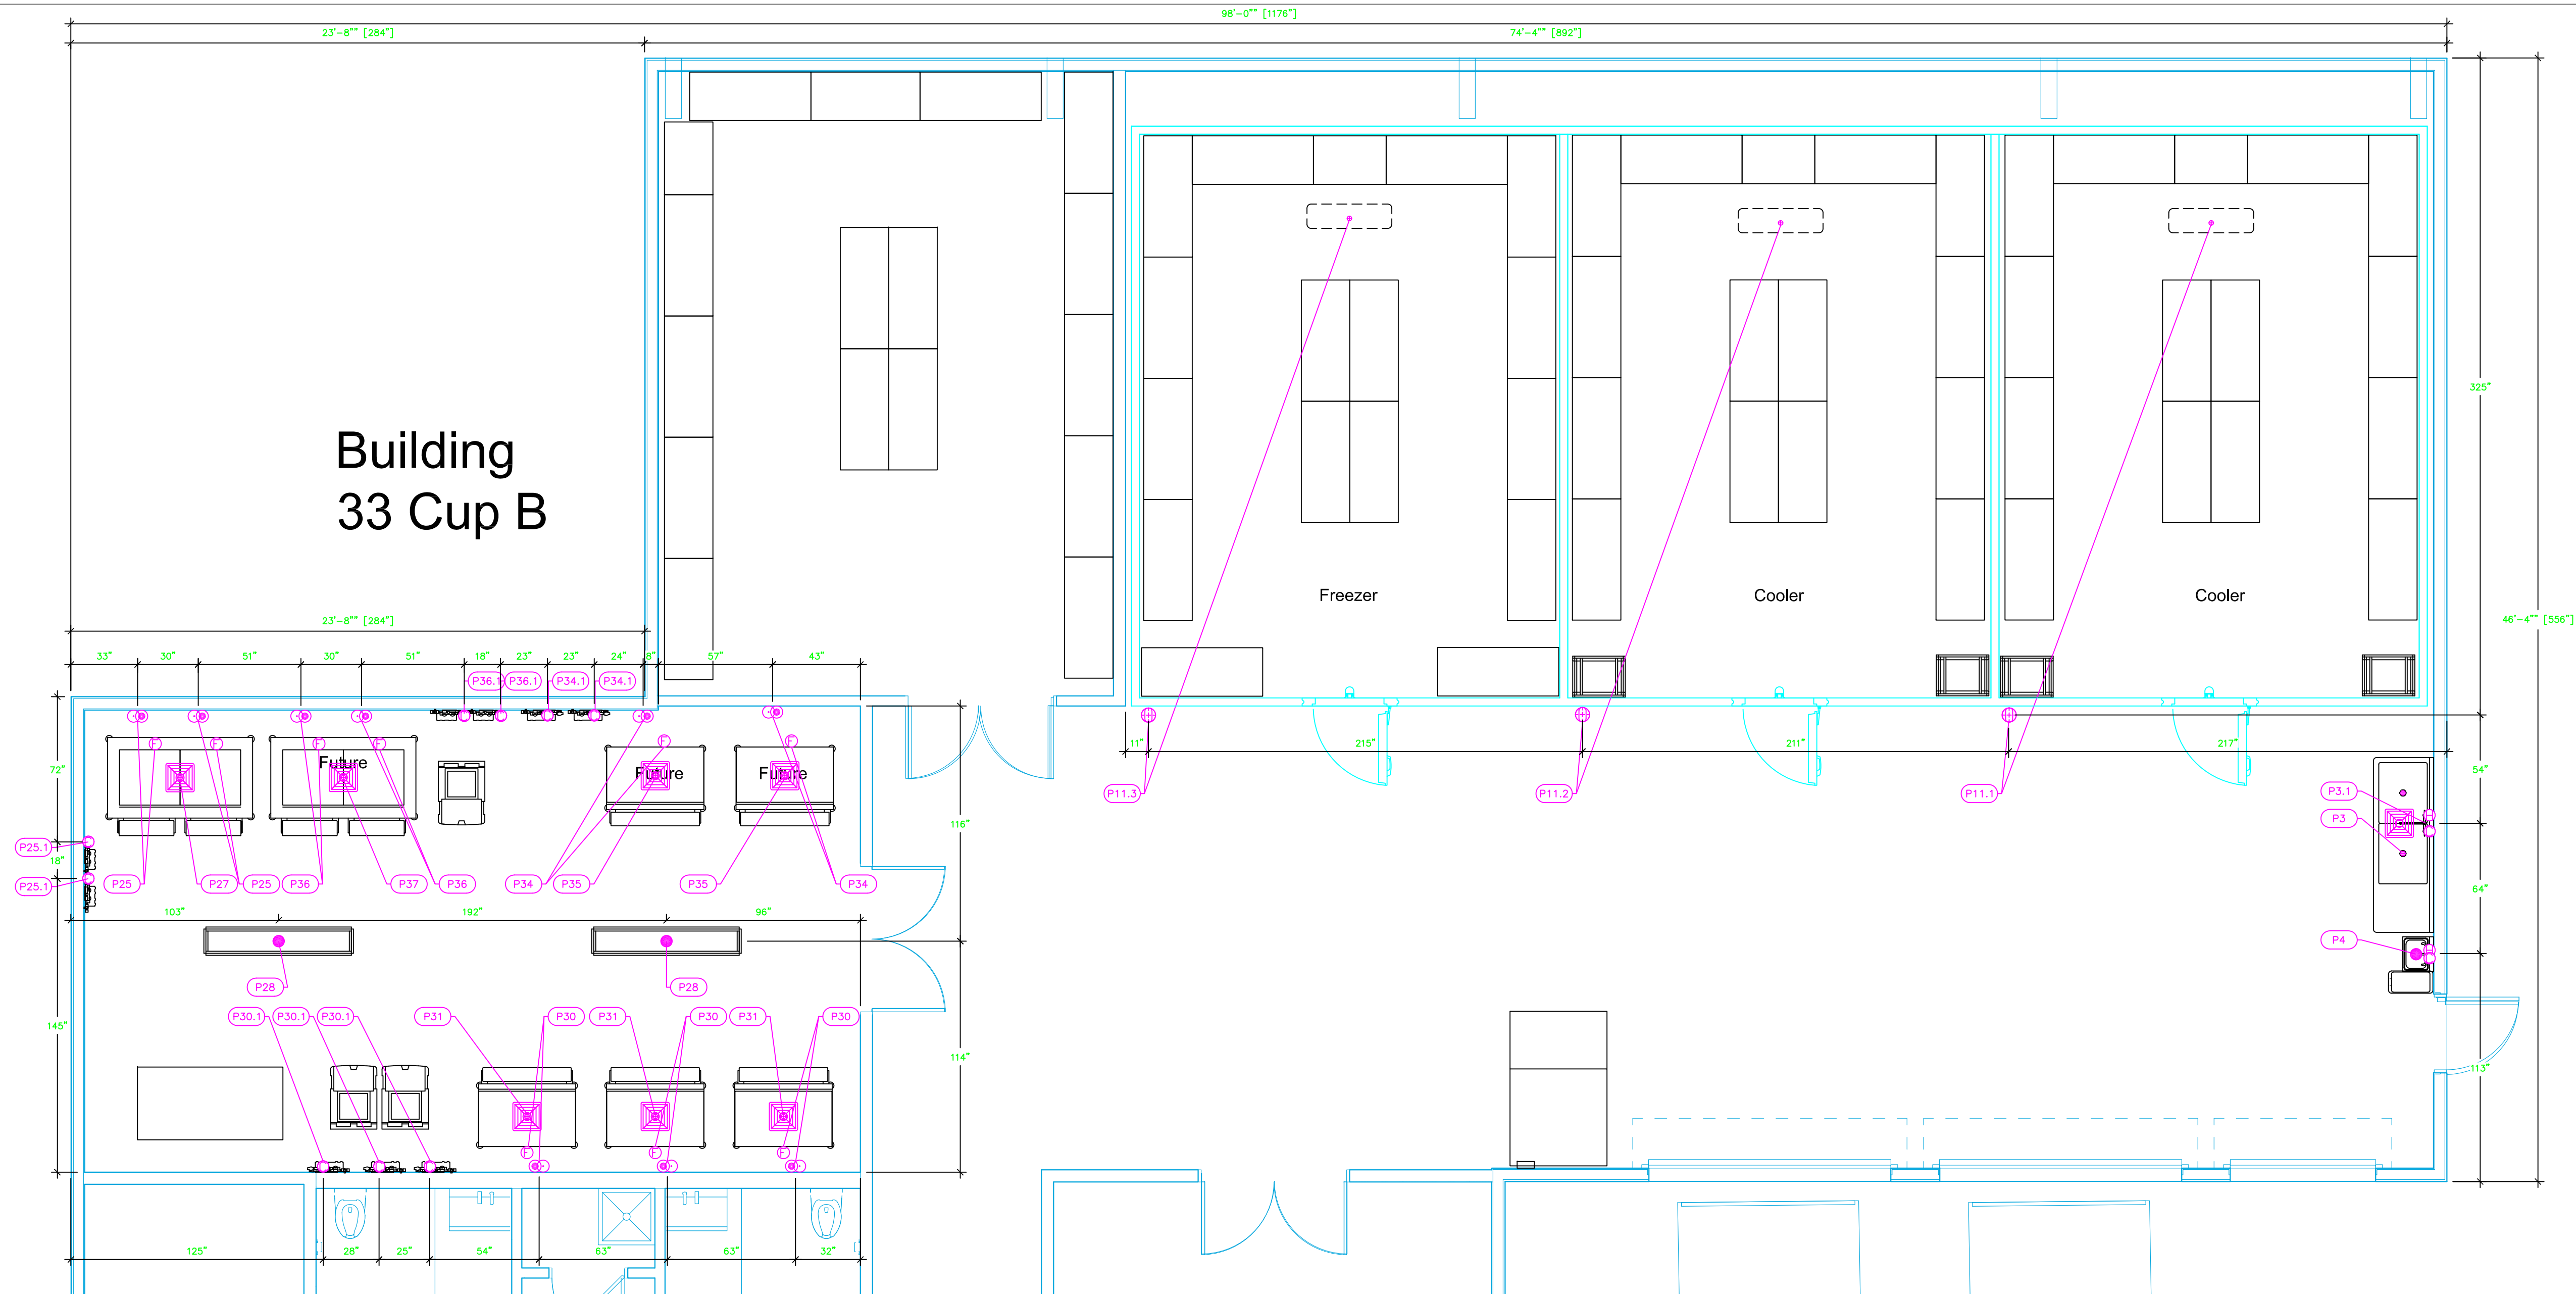 98'-0"" [1176"]
23'-8"" [284"]
74'-4"" [892"]
325"
Building
33 Cup B
Freezer
Cooler
Cooler
46'-4"" [556"]
23'-8"" [284"]
33"
30"
51"
30"
51"
18"
23"
23"
24"
8"
57"
43"
P36.1
P36.1
P34.1
P34.1
11"
215"
211"
217"
F
F
F
F
F
F
Future
Future
Future
72"
54"
P11.3
P11.2
P11.1
P3.1
P3
116"
P25.1
18"
P25.1
P25
P27
P25
P36
P37
P36
P34
P35
P35
P34
64"
103"
192"
96"
P4
P28
P28
P30.1
P30.1
P30.1
P31
P30
P31
P30
P31
P30
145"
114"
113"
F
F
F
125"
28"
25"
54"
63"
63"
32"